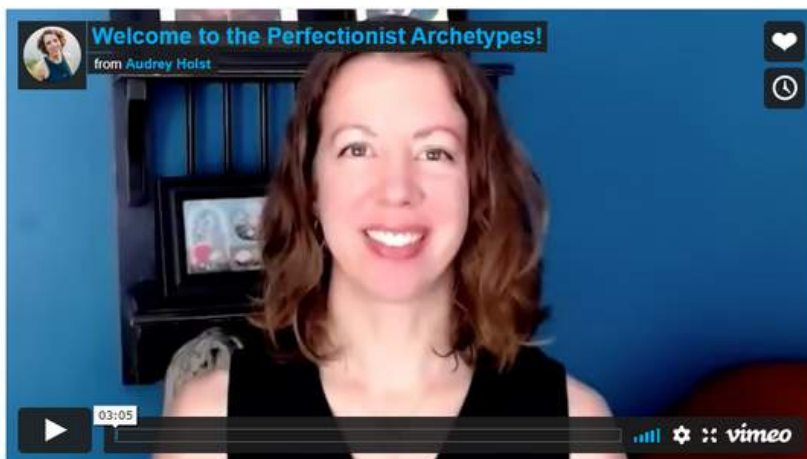 Welcome to the Perfectionist Archetypes!
from Audrey Holst
03:05
vimeo